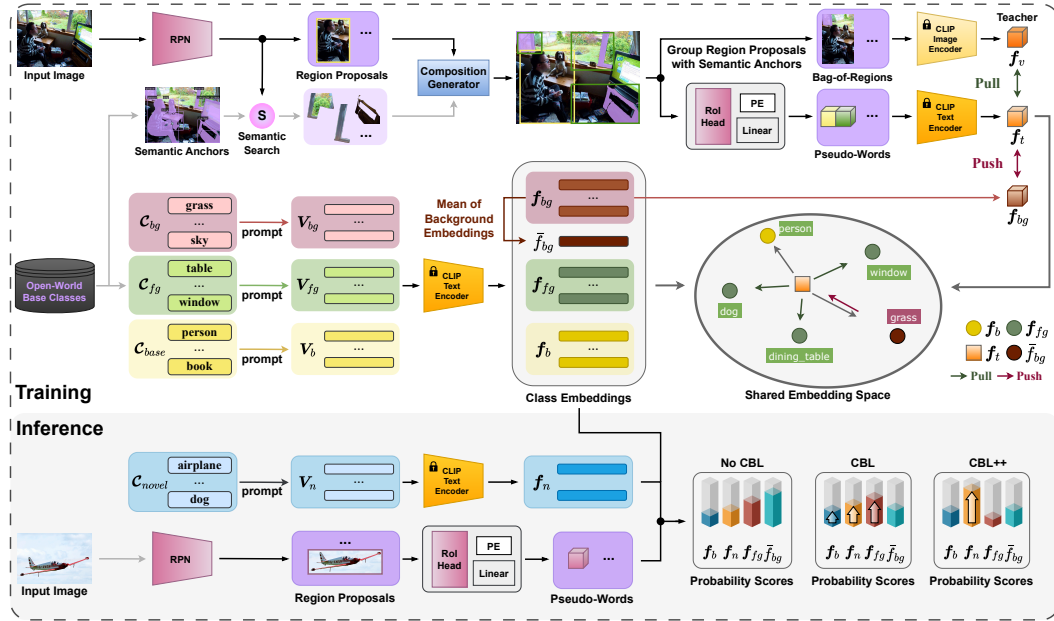 Input Image
RPN
Region Proposals
...
Composition
Generator
Semantic Anchors
S
Semantic
Search
...
Group Region Proposals
with Semantic Anchors
...
Bag-of-Regions
CLIP
Image
Encoder
Teacher
f_v
Pull
RoI
Head
PE
Linear
...
Pseudo-Words
CLIP
Text
Encoder
f_t
Push
f_bg
Open-World
Base Classes
C_bg
grass
...
sky
prompt
V_bg
...
C_fg
table
...
window
prompt
V_fg
...
C_base
person
...
book
prompt
V_b
...
CLIP
Text
Encoder
Mean of
Background
Embeddings
f_bg
...
f̄_bg
f_fg
...
f_b
...
Class Embeddings
person
window
dog
grass
dining_table
Shared Embedding Space
f_b
f_fg
f_t
f̄_bg
Pull
Push
Training
Inference
C_novel
airplane
...
dog
prompt
V_n
...
CLIP
Text
Encoder
f_n
...
Input Image
RPN
...
Region Proposals
RoI
Head
PE
Linear
...
Pseudo-Words
No CBL
f_b f_n f_fg f̄_bg
Probability Scores
CBL
f_b f_n f_fg f̄_bg
Probability Scores
CBL++
f_b f_n f_fg f̄_bg
Probability Scores